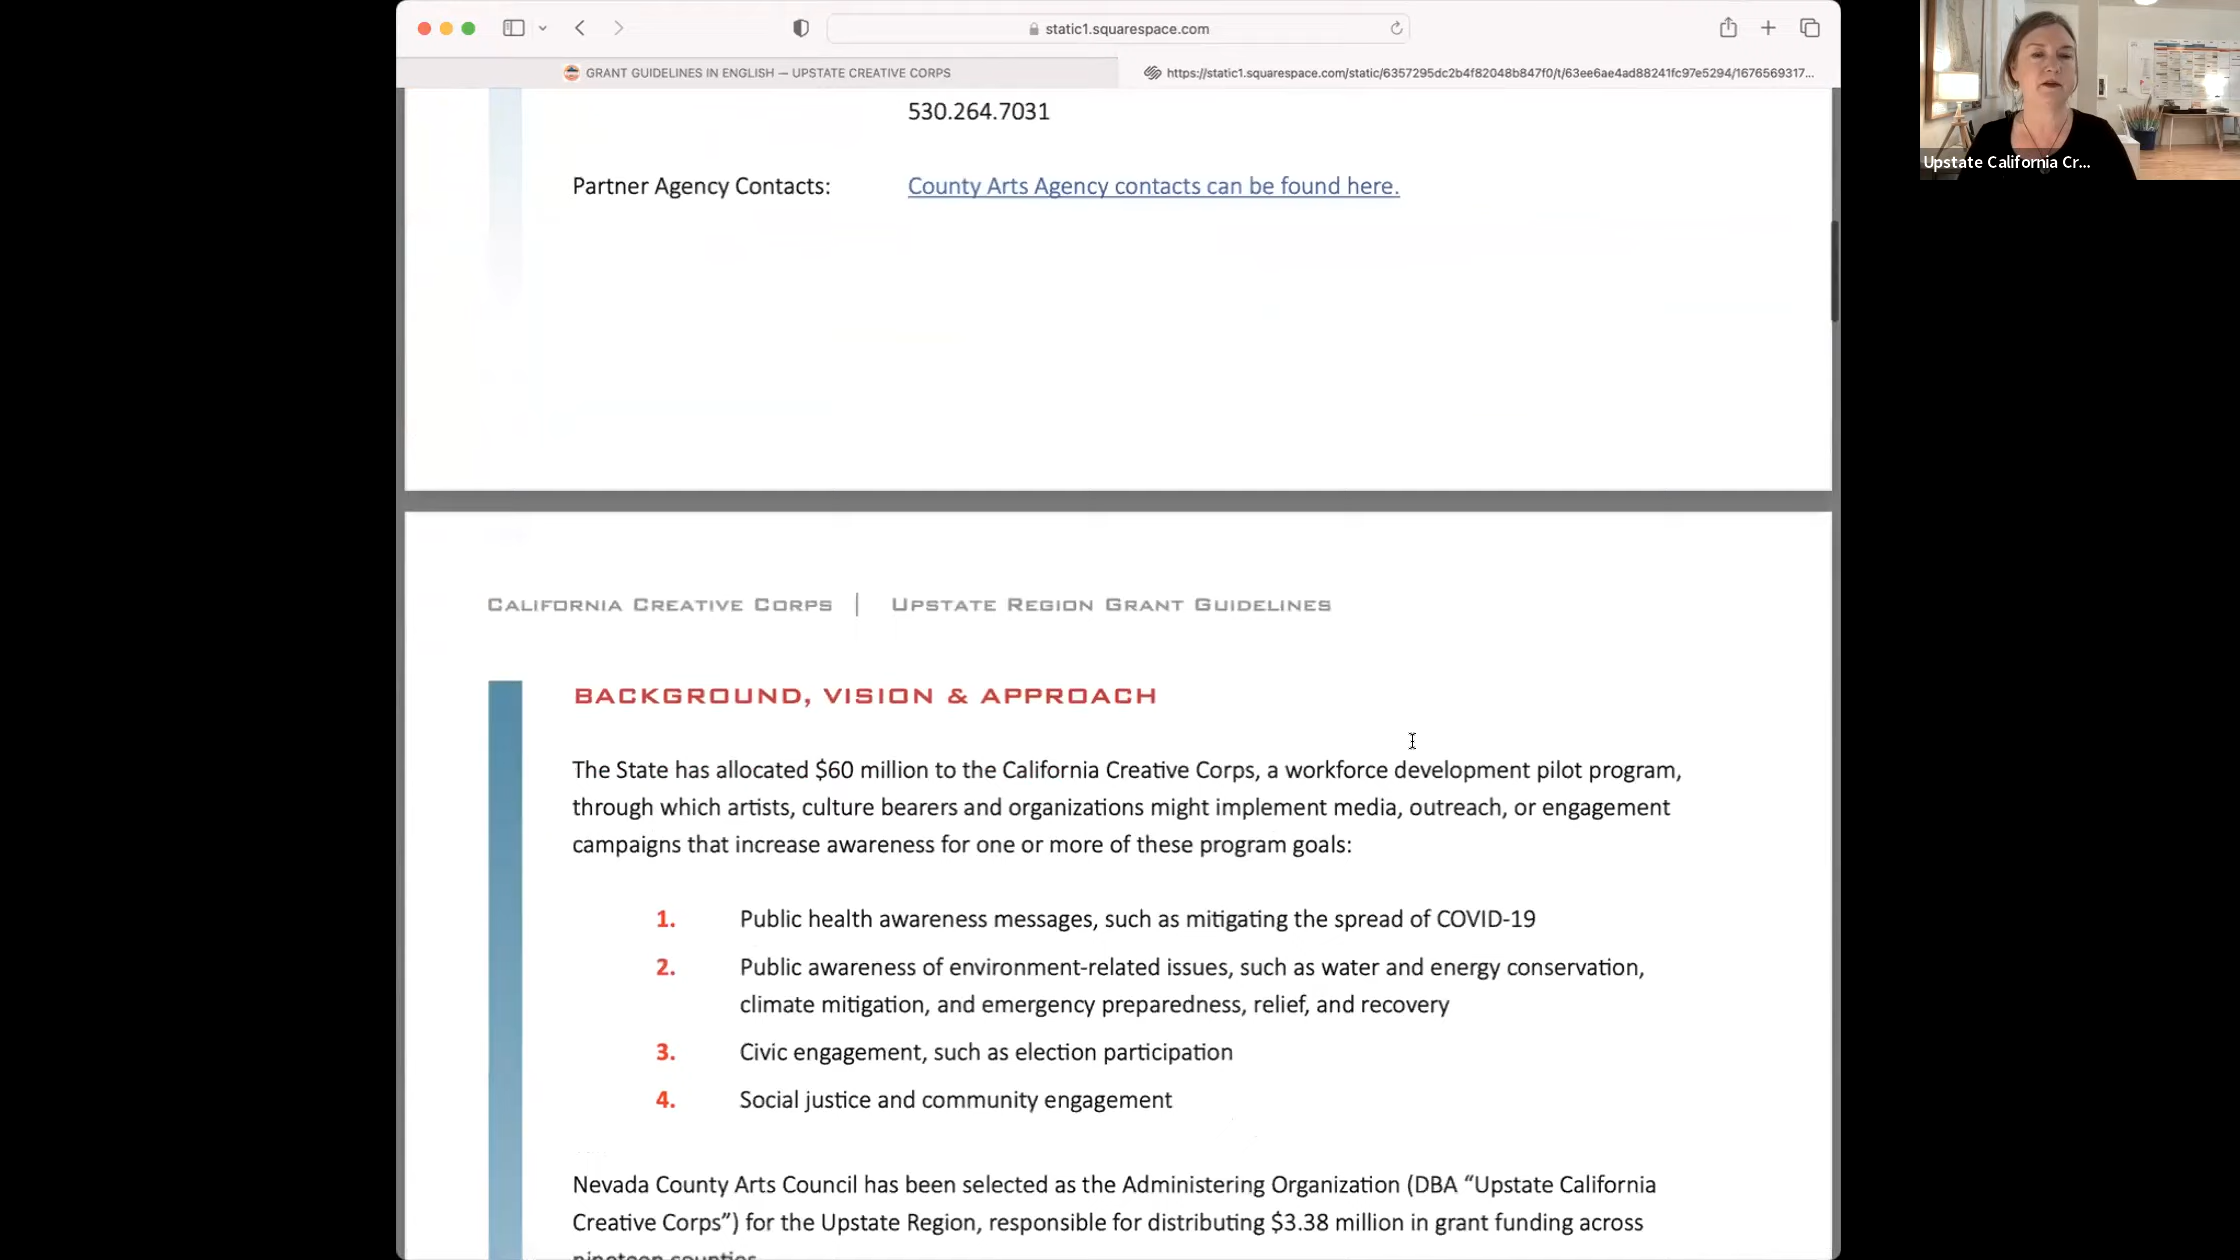 static1.squarespace.com
GRANT GUIDELINES IN ENGLISH — UPSTATE CREATIVE CORPS
https://static1.squarespace.com/static/6357295dc2b4f82048b847f0/t/63ee6ae4ad88241fc97e5294/1676569317...
Upstate California Cr...
530.264.7031
Partner Agency Contacts: County Arts Agency contacts can be found here.
CALIFORNIA CREATIVE CORPS | UPSTATE REGION GRANT GUIDELINES
BACKGROUND, VISION & APPROACH
The State has allocated $60 million to the California Creative Corps, a workforce development pilot program,
through which artists, culture bearers and organizations might implement media, outreach, or engagement
campaigns that increase awareness for one or more of these program goals:
1. Public health awareness messages, such as mitigating the spread of COVID-19
2. Public awareness of environment-related issues, such as water and energy conservation,
climate mitigation, and emergency preparedness, relief, and recovery
3. Civic engagement, such as election participation
4. Social justice and community engagement
Nevada County Arts Council has been selected as the Administering Organization (DBA “Upstate California
Creative Corps”) for the Upstate Region, responsible for distributing $3.38 million in grant funding across
nineteen counties